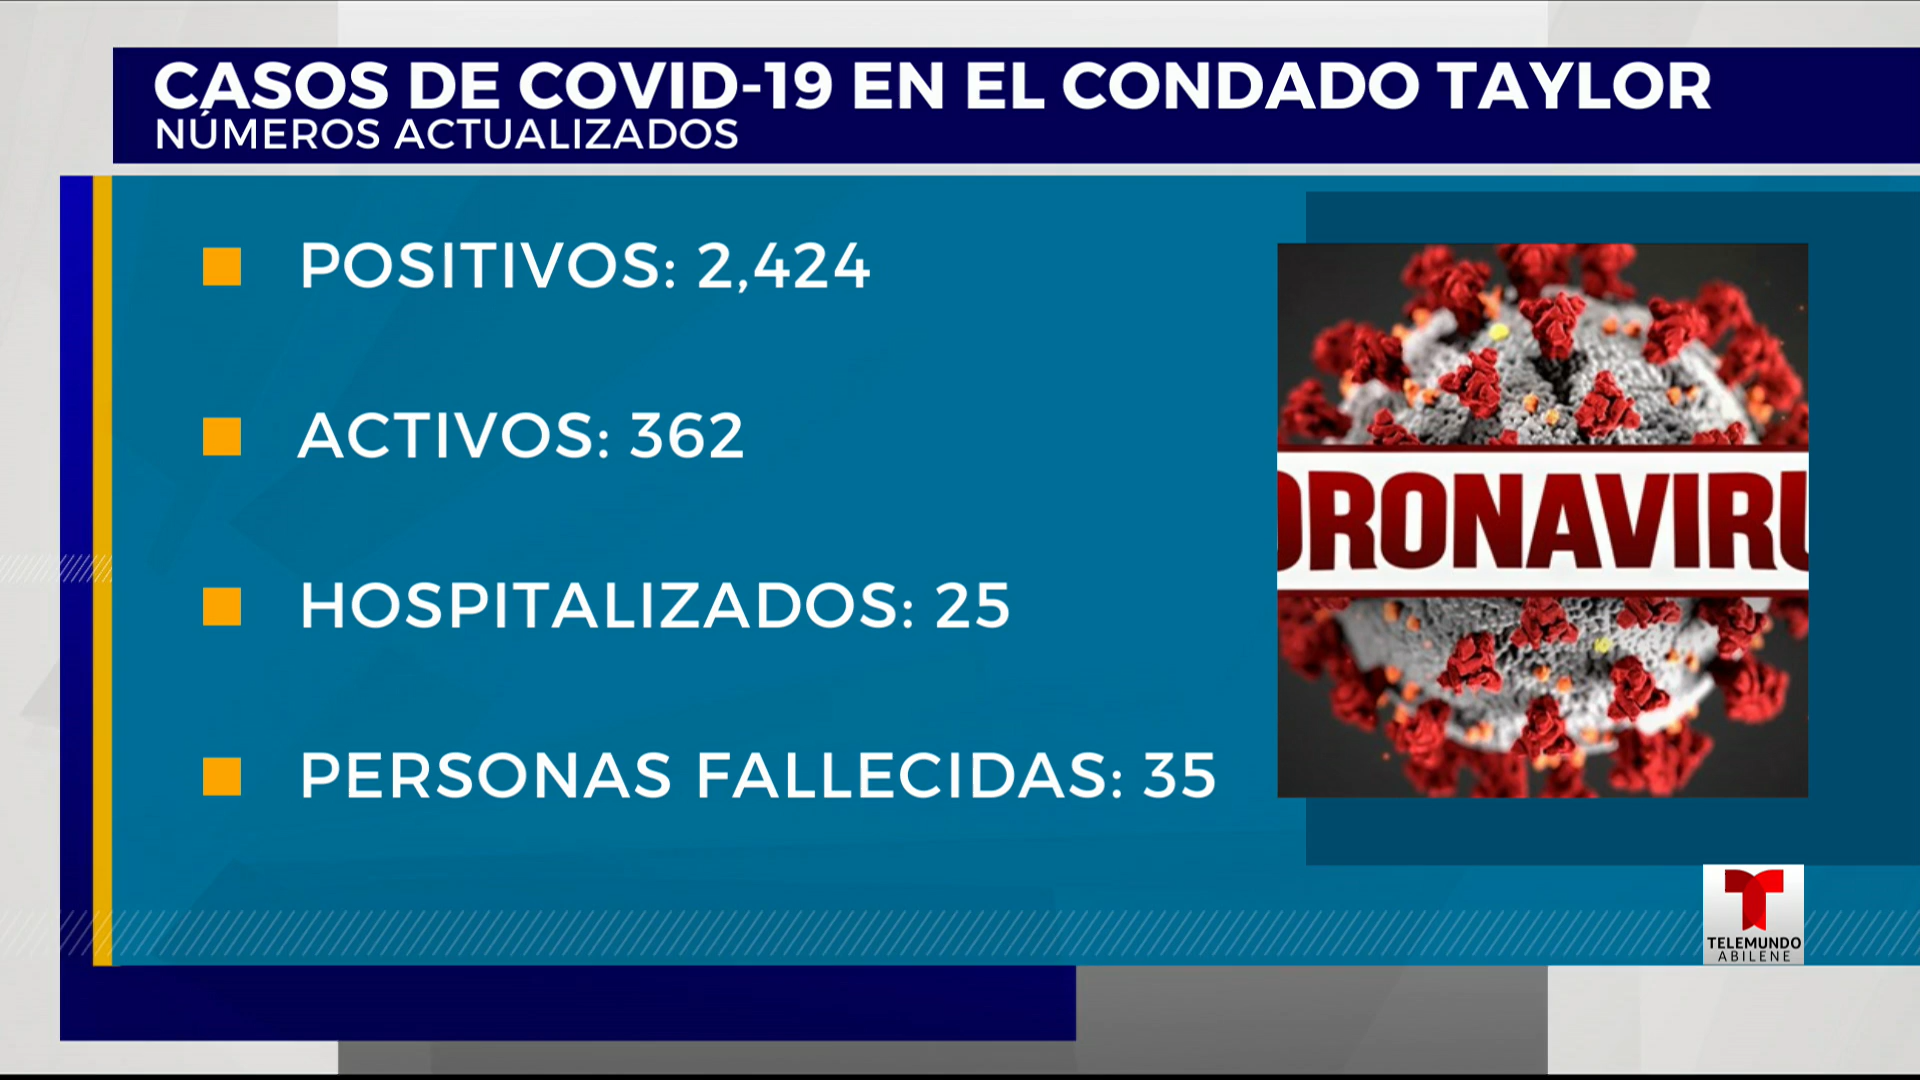 CASOS DE COVID-19 EN EL CONDADO TAYLOR
NÚMEROS ACTUALIZADOS
POSITIVOS: 2,424
ACTIVOS: 362
HOSPITALIZADOS: 25
PERSONAS FALLECIDAS: 35
ORONAVIRU
TELEMUNDO
ABILENE